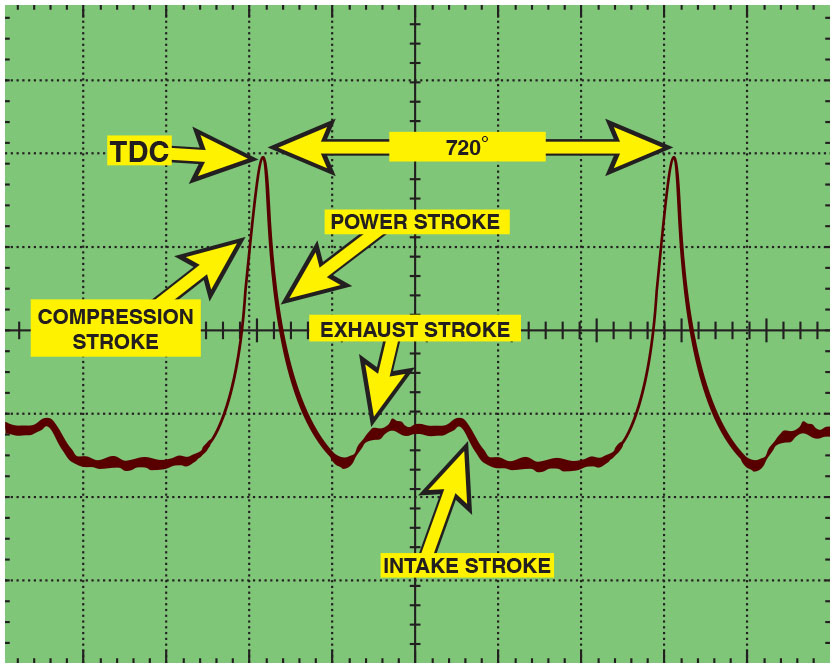 TDC
720°
POWER STROKE
COMPRESSION
STROKE
EXHAUST STROKE
INTAKE STROKE